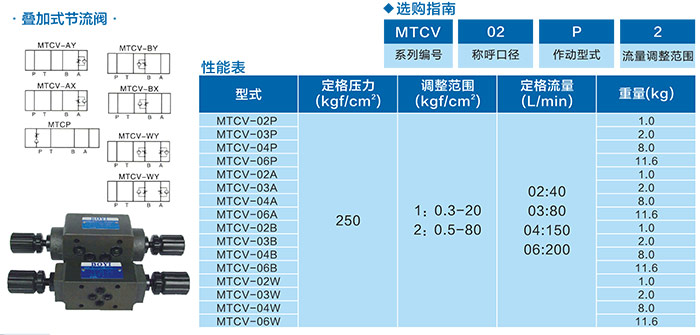 · 叠加式节流阀 ·
MTCV-AY
P T B A
MTCV-BY
P T B A
MTCV-AX
P T B A
MTCV-BX
P T B A
MTCP
P T B A
MTCV-WY
P T B A
MTCV-WY
P T B A
BOYI
◆ 选购指南
MTCV 02 P 2
系列编号 称呼口径 作动型式 流量调整范围
性能表
型式 定格压力 (kgf/cm²) 调整范围 (kgf/cm²) 定格流量 (L/min) 重量(kg)
MTCV-02P 1.0
MTCV-03P 2.0
MTCV-04P 8.0
MTCV-06P 11.6
MTCV-02A 1.0
MTCV-03A 2.0
MTCV-04A 8.0
MTCV-06A 11.6
MTCV-02B 1.0
MTCV-03B 2.0
MTCV-04B 8.0
MTCV-06B 11.6
MTCV-02W 1.0
MTCV-03W 2.0
MTCV-04W 8.0
MTCV-06W 11.6
250
1: 0.3-20
2: 0.5-80
02:40
03:80
04:150
06:200